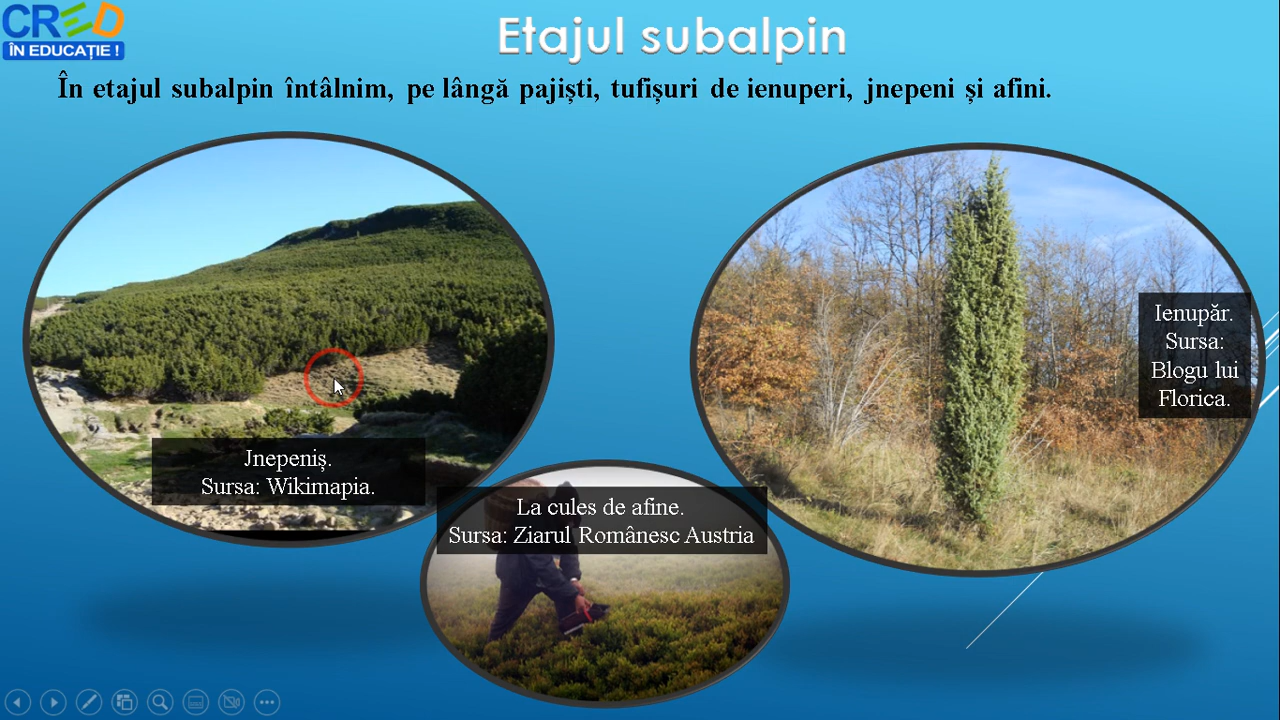 CRED
ÎN EDUCAȚIE !
Etajul subalpin
În etajul subalpin întâlnim, pe lângă pajiști, tufișuri de ienuperi, jnepeni și afini.
Jnepeniș.
Sursa: Wikimapia.
La cules de afine.
Sursa: Ziarul Românesc Austria
Ienupăr.
Sursa:
Blogu lui
Florica.